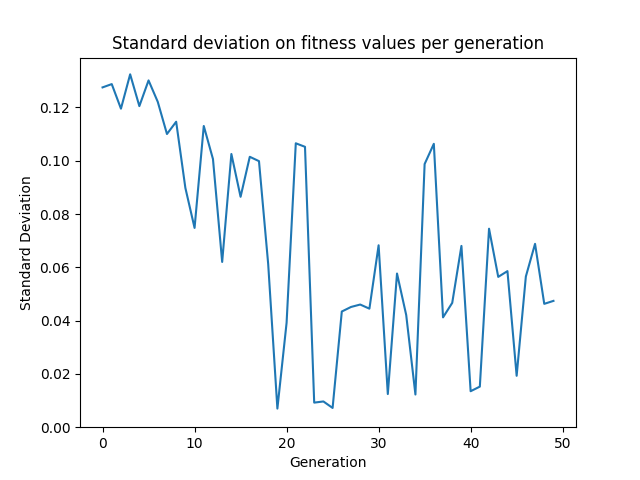 Standard deviation on fitness values per generation
Standard Deviation
0.12
0.10
0.08
0.06
0.04
0.02
0.00
0 10 20 30 40 50
Generation